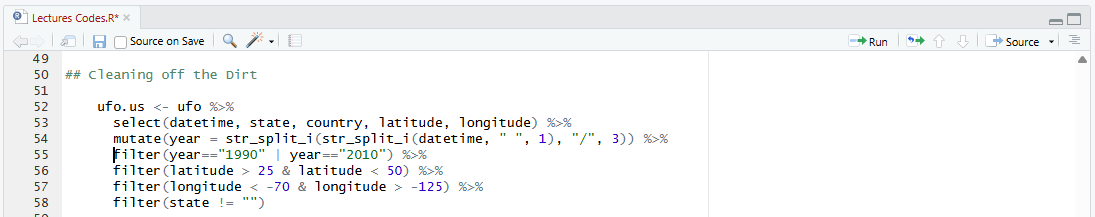 Lectures Codes.R*
Source on Save
Run
Source
49
50 ## Cleaning off the Dirt
51
52 ufo.us <- ufo %>%
53 select(datetime, state, country, latitude, longitude) %>%
54 mutate(year = str_split_i(str_split_i(datetime, " ", 1), "/", 3)) %>%
55 filter(year=="1990" | year=="2010") %>%
56 filter(latitude > 25 & latitude < 50) %>%
57 filter(longitude < -70 & longitude > -125) %>%
58 filter(state != "")